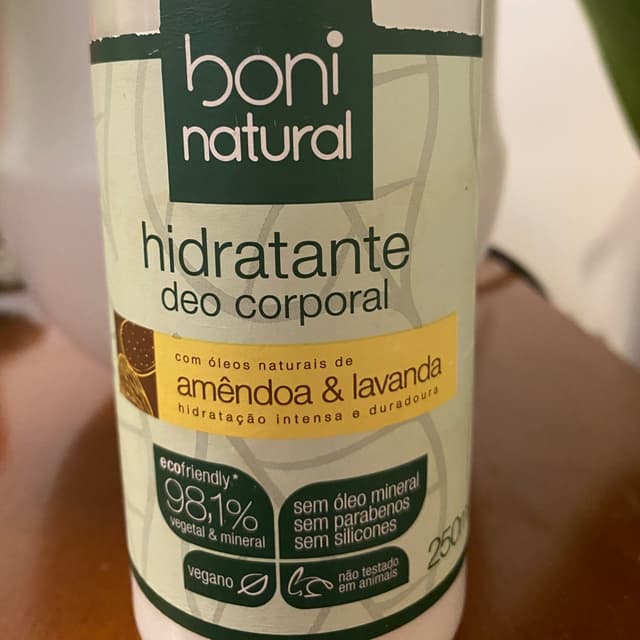 boni
natural
hidratante
deo corporal
com óleos naturais de
amêndoa & lavanda
hidratação intensa e duradoura
ecofriendly*
98,1%
vegetal & mineral
sem óleo mineral
sem parabenos
sem silicones
vegano
não testado
em animais